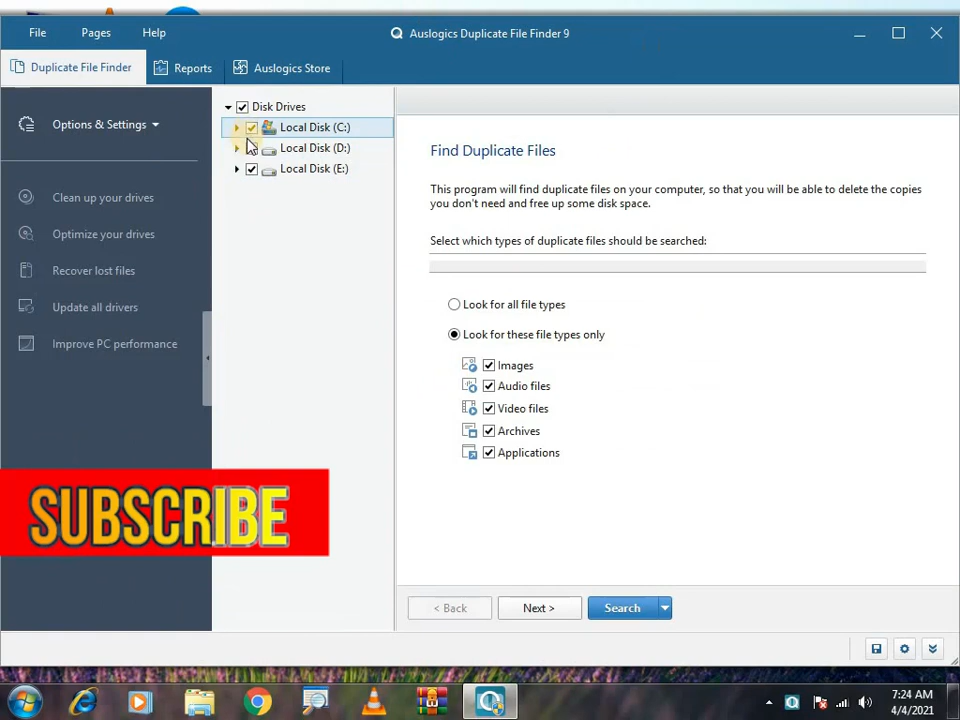 File Pages Help
Auslogics Duplicate File Finder 9
Duplicate File Finder
Reports
Auslogics Store
Options & Settings
Clean up your drives
Optimize your drives
Recover lost files
Update all drivers
Improve PC performance
Disk Drives
Local Disk (C:)
Local Disk (D:)
Local Disk (E:)
Find Duplicate Files
This program will find duplicate files on your computer, so that you will be able to delete the copies
you don't need and free up some disk space.
Select which types of duplicate files should be searched:
Look for all file types
Look for these file types only
Images
Audio files
Video files
Archives
Applications
SUBSCRIBE
< Back
Next >
Search
7:24 AM
4/4/2021